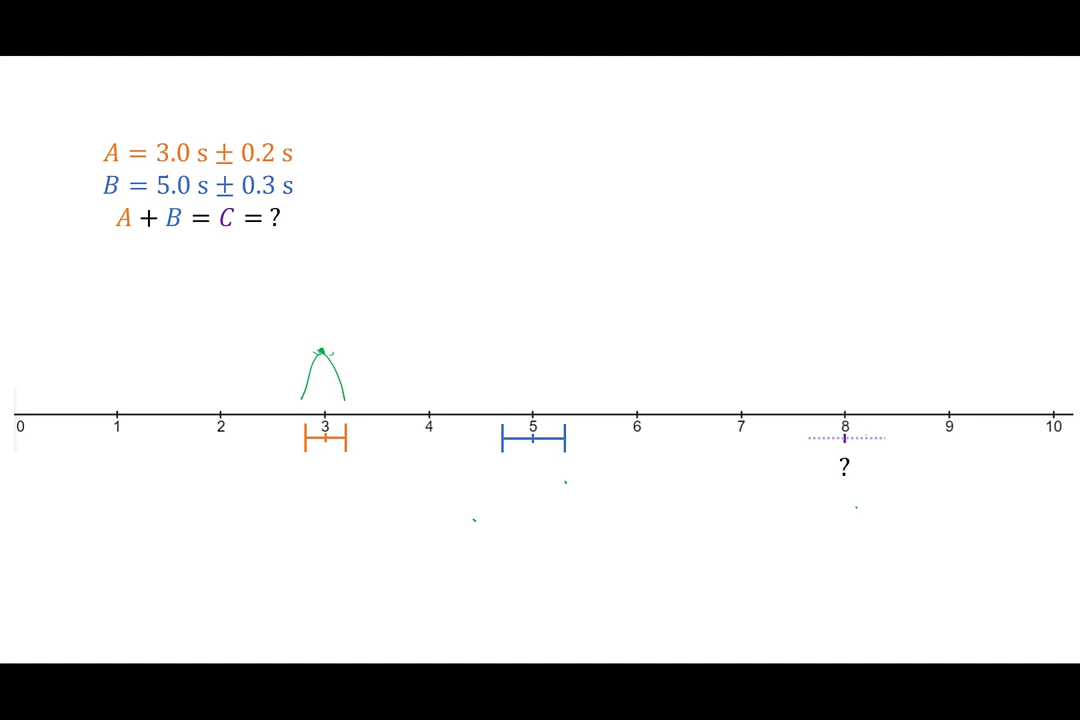 A = 3.0 s ± 0.2 s
B = 5.0 s ± 0.3 s
A + B = C = ?
0 1 2 3 4 5 6 7 8 9 10
?